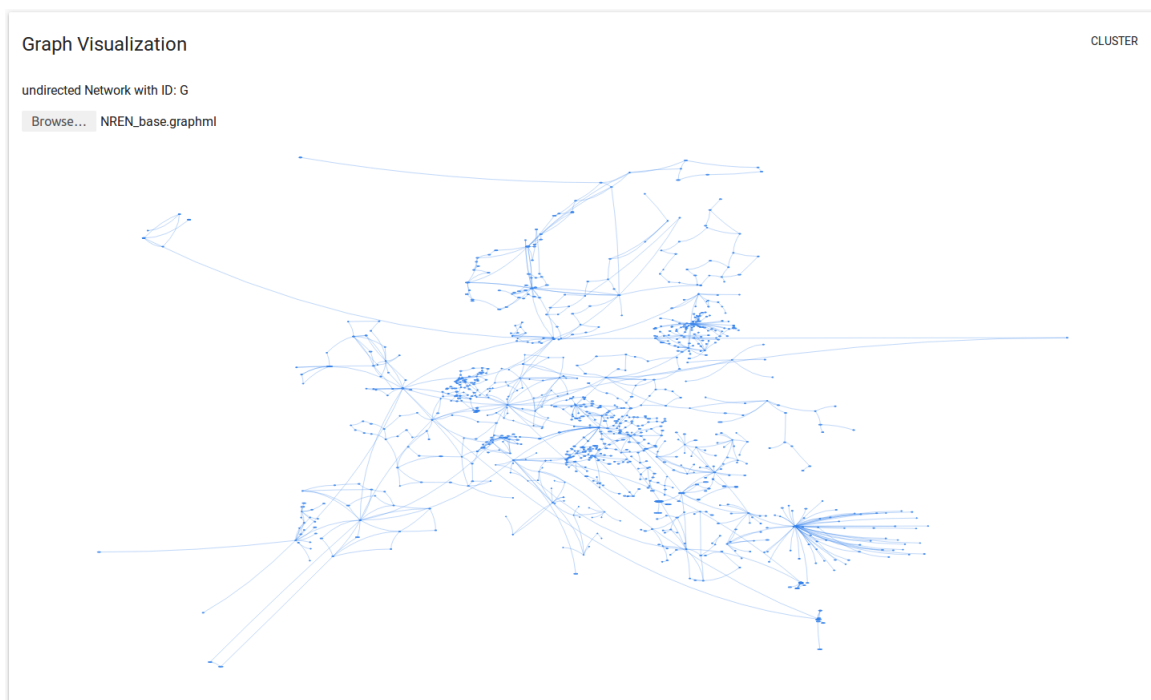 Graph Visualization
CLUSTER
undirected Network with ID: G
Browse... NREN_base.graphml